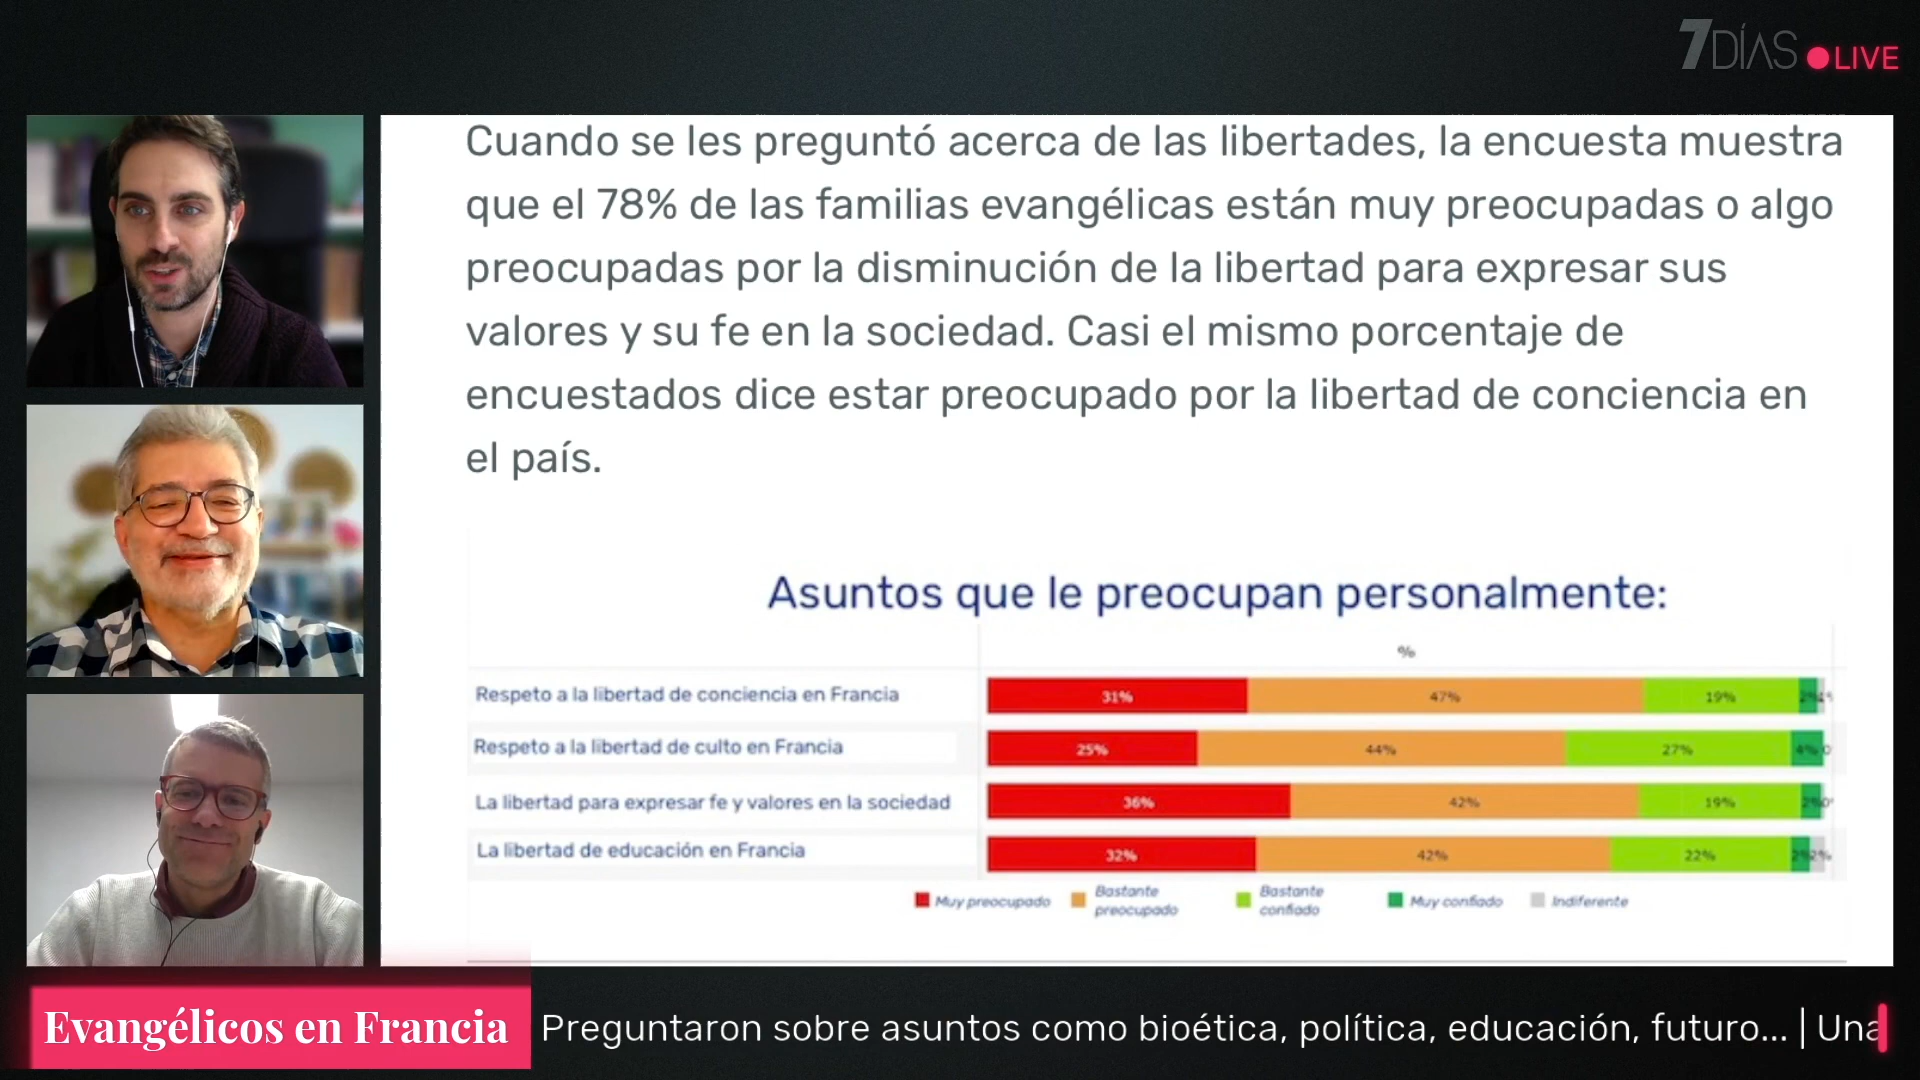 7DÍAS LIVE
Cuando se les preguntó acerca de las libertades, la encuesta muestra
que el 78% de las familias evangélicas están muy preocupadas o algo
preocupadas por la disminución de la libertad para expresar sus
valores y su fe en la sociedad. Casi el mismo porcentaje de
encuestados dice estar preocupado por la libertad de conciencia en
el país.
Asuntos que le preocupan personalmente:
%
Respeto a la libertad de conciencia en Francia 31% 47% 19%
Respeto a la libertad de culto en Francia 25% 44% 27% 4% 0
La libertad para expresar fe y valores en la sociedad 36% 42% 19% 2%
La libertad de educación en Francia 32% 42% 22% 2% 2%
Muy preocupado Bastante preocupado Bastante confiado Muy confiado Indiferente
Evangélicos en Francia Preguntaron sobre asuntos como bioética, política, educación, futuro... | Una